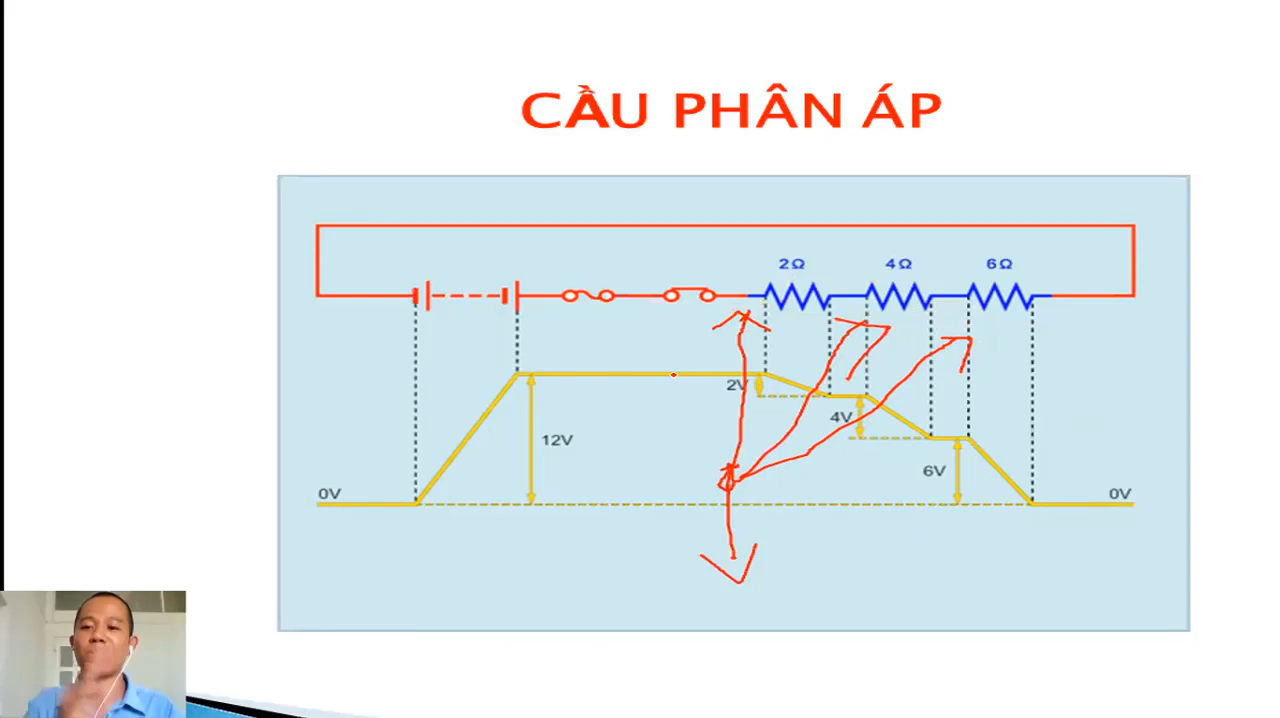 CẦU PHÂN ÁP
2Ω 4Ω 6Ω
2V
4V
12V
6V
0V 0V